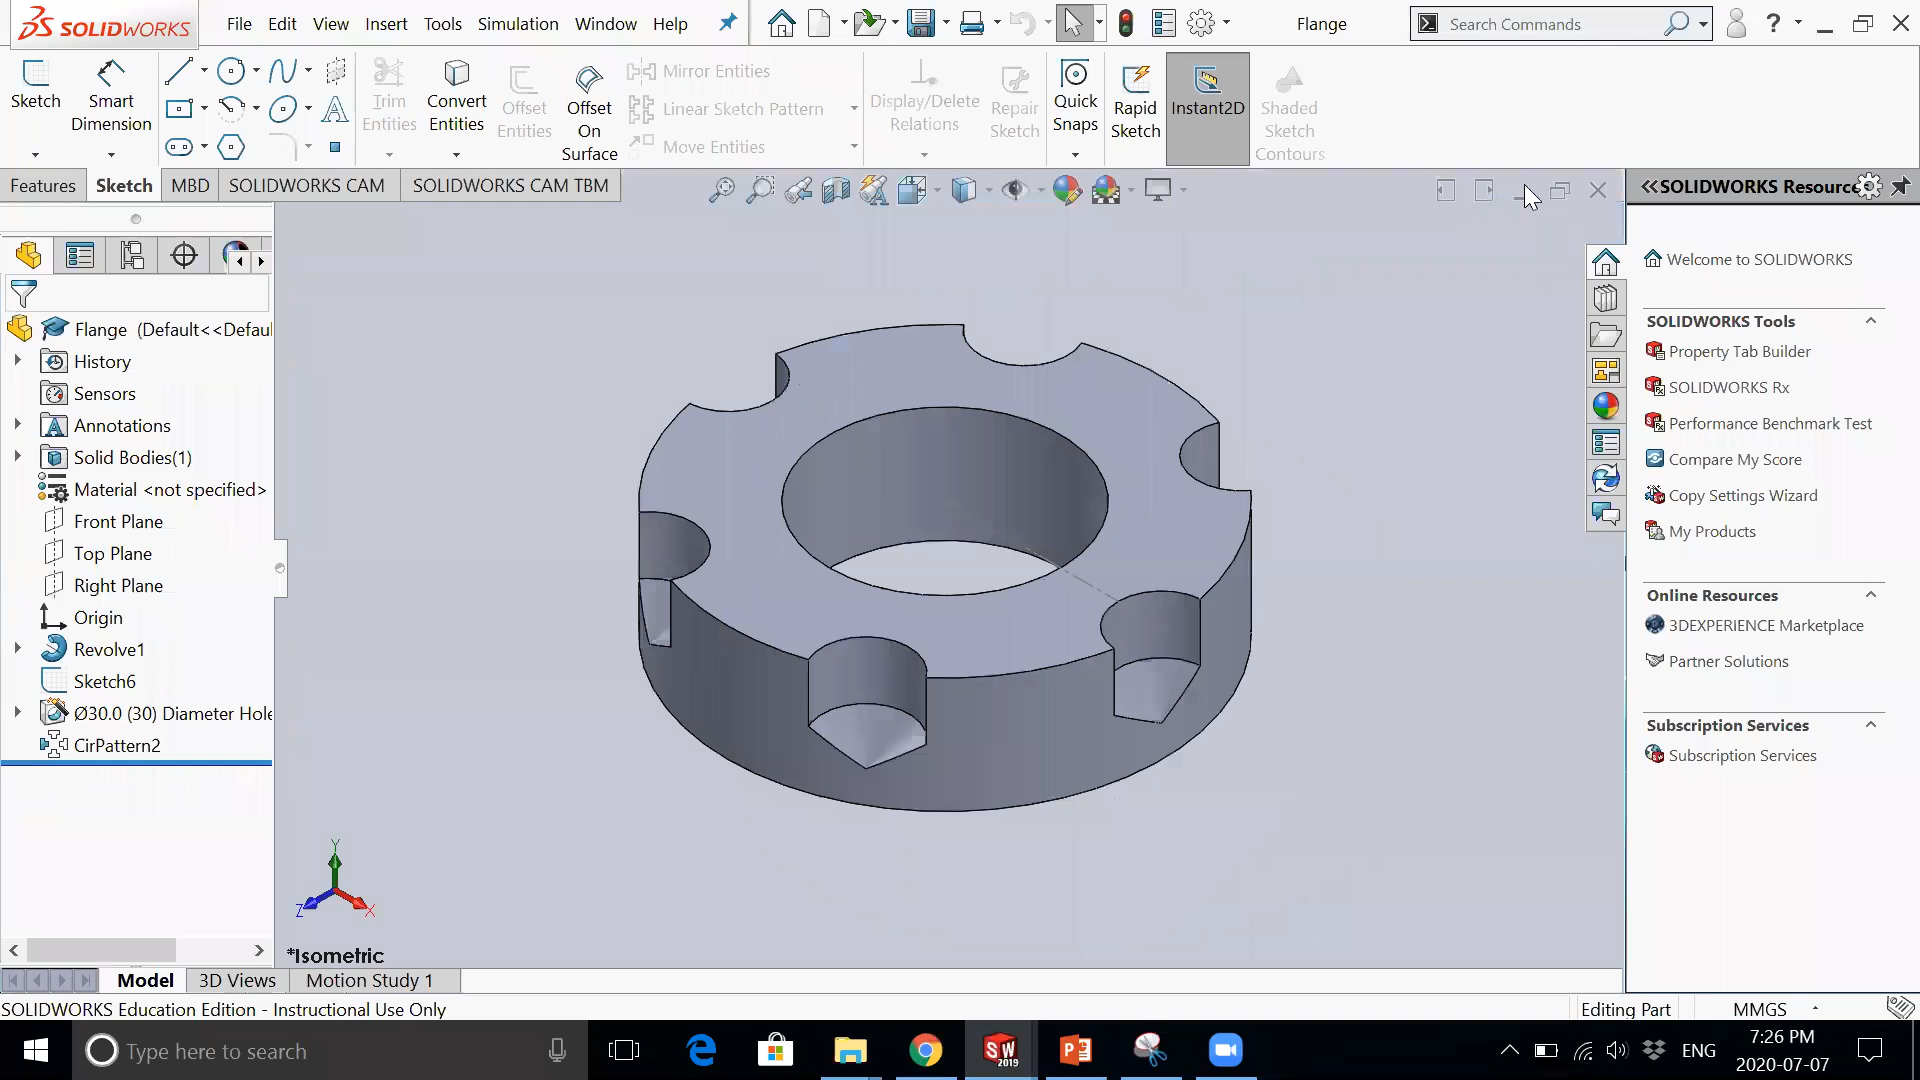 SOLIDWORKS
File Edit View Insert Tools Simulation Window Help
Flange
Search Commands
Sketch
Smart
Dimension
Trim
Entities
Convert
Entities
Offset
Entities
Offset
On
Surface
Mirror Entities
Linear Sketch Pattern
Move Entities
Display/Delete
Relations
Repair
Sketch
Quick
Snaps
Rapid
Sketch
Instant2D
Shaded
Sketch
Contours
Features Sketch MBD SOLIDWORKS CAM SOLIDWORKS CAM TBM
Flange (Default<<Defau
History
Sensors
Annotations
Solid Bodies(1)
Material <not specified>
Front Plane
Top Plane
Right Plane
Origin
Revolve1
Sketch6
Ø30.0 (30) Diameter Hole
CirPattern2
Y
Z
X
*Isometric
SOLIDWORKS Resource
Welcome to SOLIDWORKS
SOLIDWORKS Tools
Property Tab Builder
SOLIDWORKS Rx
Performance Benchmark Test
Compare My Score
Copy Settings Wizard
My Products
Online Resources
3DEXPERIENCE Marketplace
Partner Solutions
Subscription Services
Subscription Services
Model 3D Views Motion Study 1
SOLIDWORKS Education Edition - Instructional Use Only
Editing Part
MMGS
Type here to search
SW
2019
ENG
7:26 PM
2020-07-07